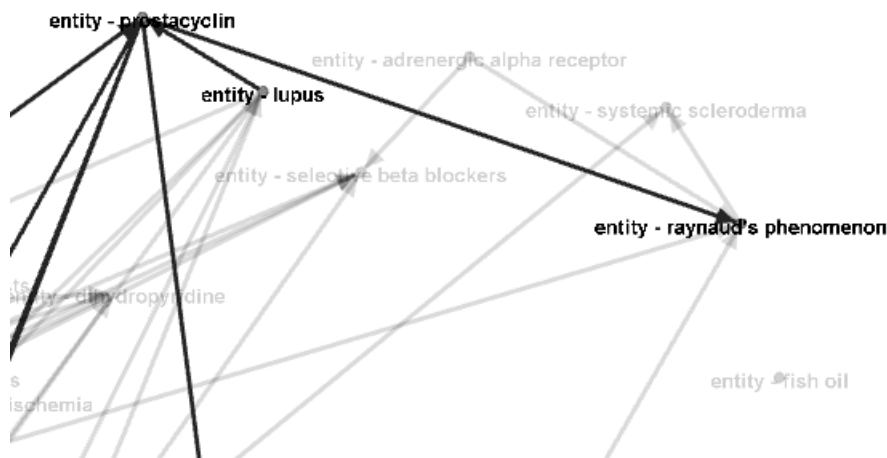 entity - prostacyclin
entity - adrenergic alpha receptor
entity - lupus
entity - systemic scleroderma
entity - selective beta blockers
entity - raynaud's phenomenon
ts
entity - dihydropyridine
s
entity - fish oil
ischemia